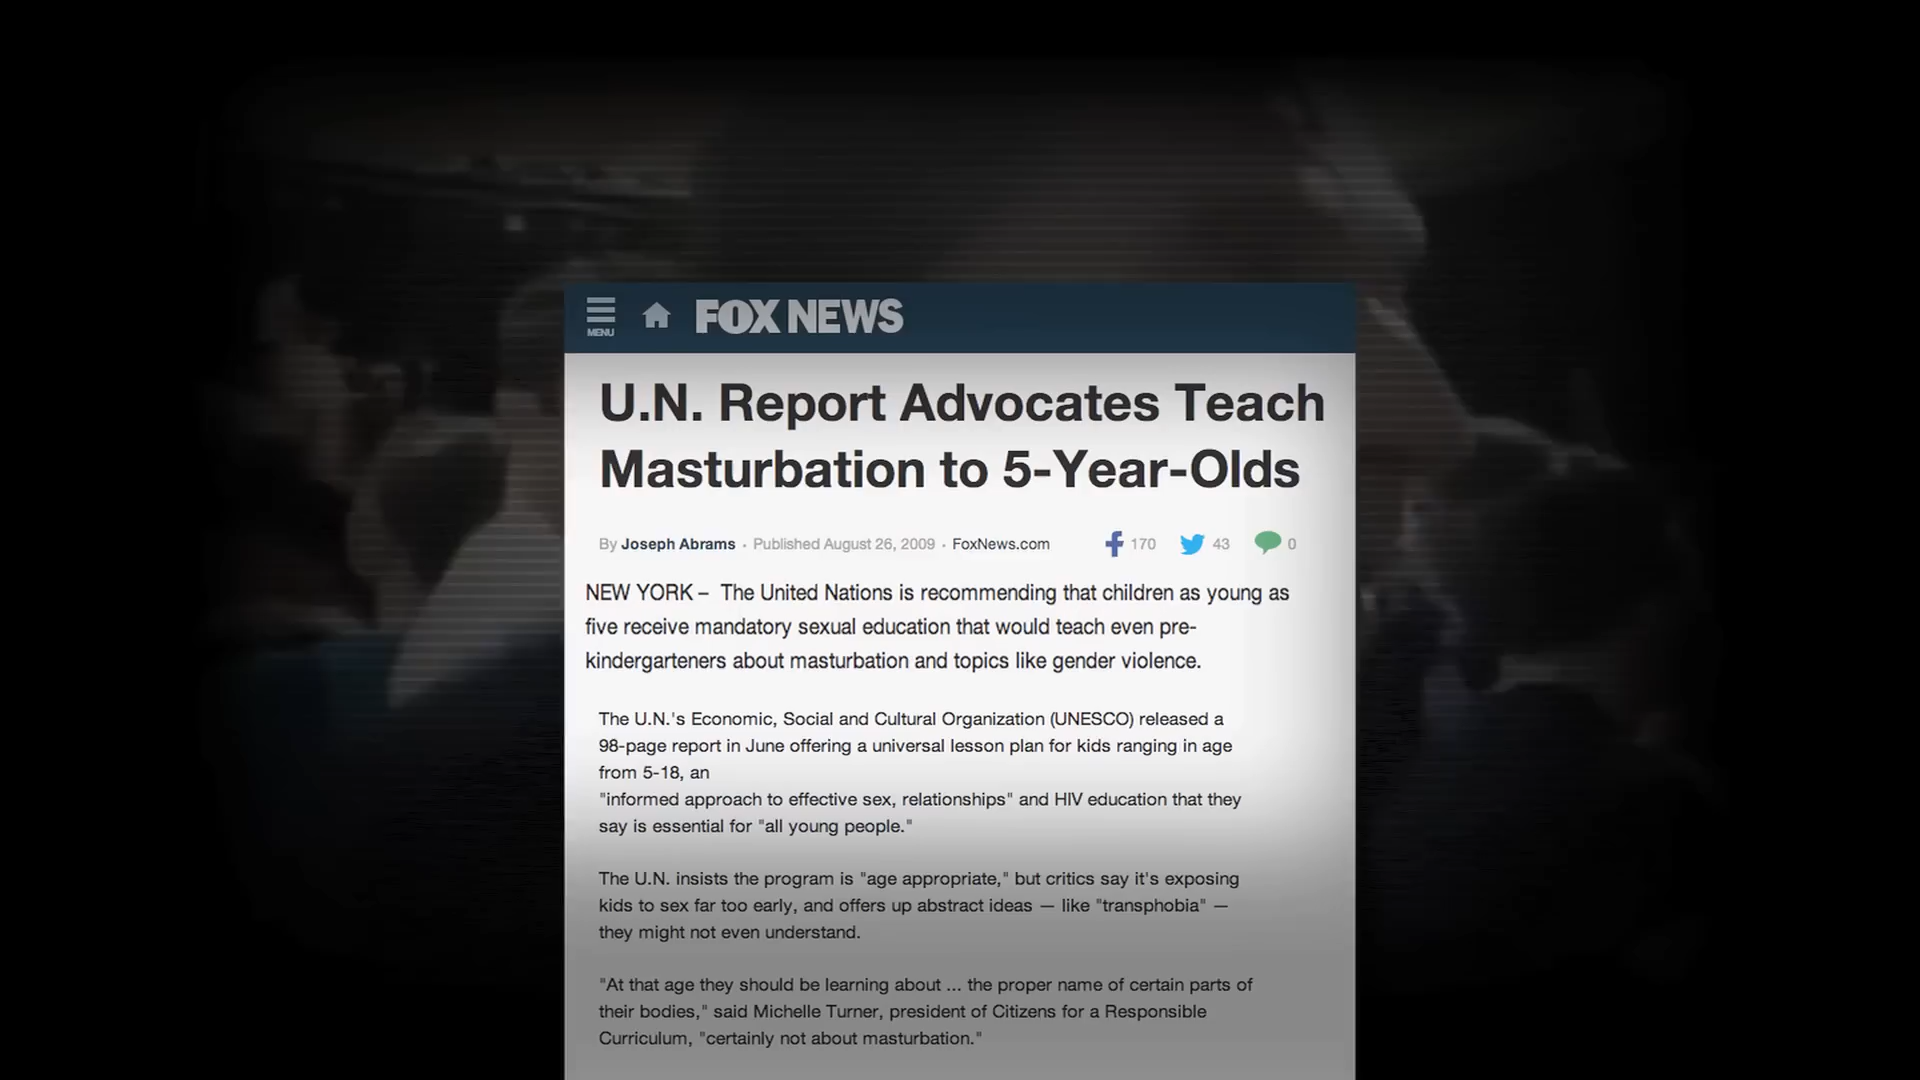 MENU
FOX NEWS
U.N. Report Advocates Teach
Masturbation to 5-Year-Olds
By Joseph Abrams · Published August 26, 2009 · FoxNews.com 170 43 0
NEW YORK – The United Nations is recommending that children as young as
five receive mandatory sexual education that would teach even pre-
kindergarteners about masturbation and topics like gender violence.
The U.N.'s Economic, Social and Cultural Organization (UNESCO) released a
98-page report in June offering a universal lesson plan for kids ranging in age
from 5-18, an
"informed approach to effective sex, relationships" and HIV education that they
say is essential for "all young people."
The U.N. insists the program is "age appropriate," but critics say it's exposing
kids to sex far too early, and offers up abstract ideas — like "transphobia" —
they might not even understand.
"At that age they should be learning about ... the proper name of certain parts of
their bodies," said Michelle Turner, president of Citizens for a Responsible
Curriculum, "certainly not about masturbation."